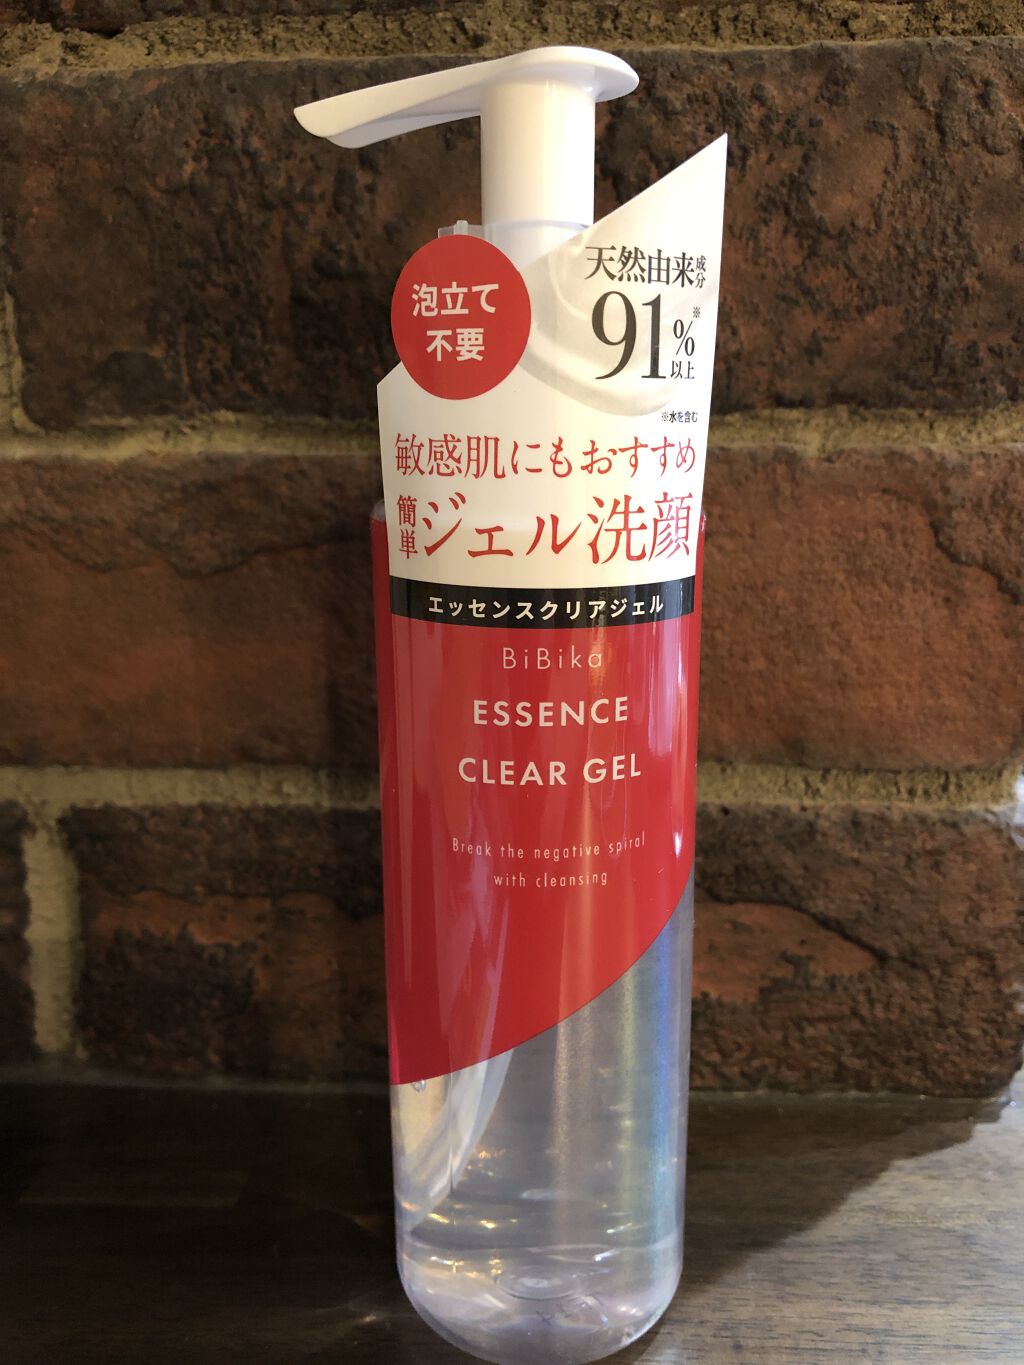 泡立て
不要
天然由来成分
91%※以上
※水を含む
敏感肌にもおすすめ
簡単ジェル洗顔
エッセンスクリアジェル
BiBika
ESSENCE
CLEAR GEL
Break the negative spiral
with cleansing